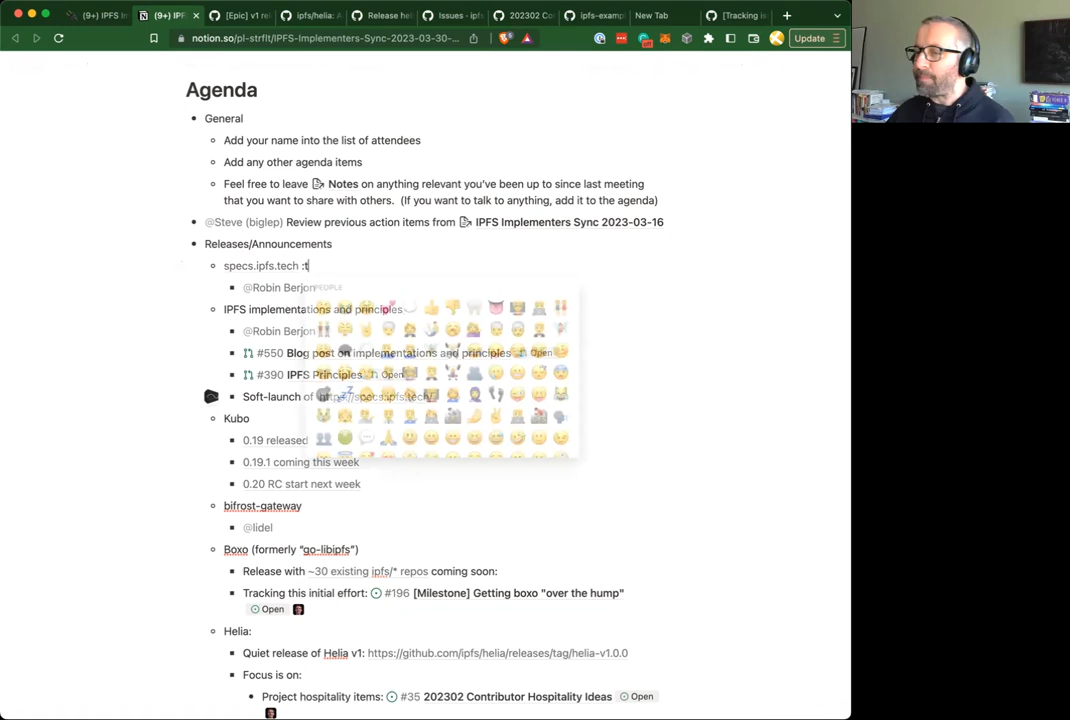 (9+) IPFS Im
(9+) IPF
[Epic] v1 rel
ipfs/helia: A
Release hel
Issues · ipfs
202302 Con
ipfs-exampl
New Tab
[Tracking is
notion.so/pl-strflt/IPFS-Implementers-Sync-2023-03-30-...
Update
Agenda
General
Add your name into the list of attendees
Add any other agenda items
Feel free to leave Notes on anything relevant you've been up to since last meeting
that you want to share with others. (If you want to talk to anything, add it to the agenda)
@Steve (biglep) Review previous action items from IPFS Implementers Sync 2023-03-16
Releases/Announcements
specs.ipfs.tech :t
PEOPLE
@Robin Berjon
IPFS implementations and principles
@Robin Berjon
#550 Blog post on implementations and principles Open
#390 IPFS Principles Open
Soft-launch of http://specs.ipfs.tech/
Kubo
0.19 released
0.19.1 coming this week
0.20 RC start next week
bifrost-gateway
@lidel
Boxo (formerly “go-libipfs”)
Release with ~30 existing ipfs/* repos coming soon:
Tracking this initial effort: #196 [Milestone] Getting boxo "over the hump"
Open
Helia:
Quiet release of Helia v1: https://github.com/ipfs/helia/releases/tag/helia-v1.0.0
Focus is on:
Project hospitality items: #35 202302 Contributor Hospitality Ideas Open